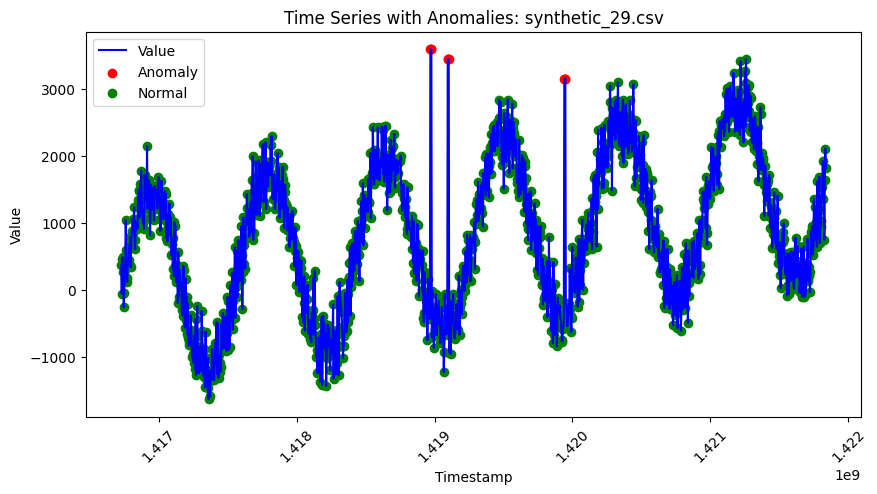 Time Series with Anomalies: synthetic_29.csv
Value
Anomaly
Normal
3000
2000
1000
0
−1000
Value
1.417
1.418
1.419
1.420
1.421
1.422
1e9
Timestamp